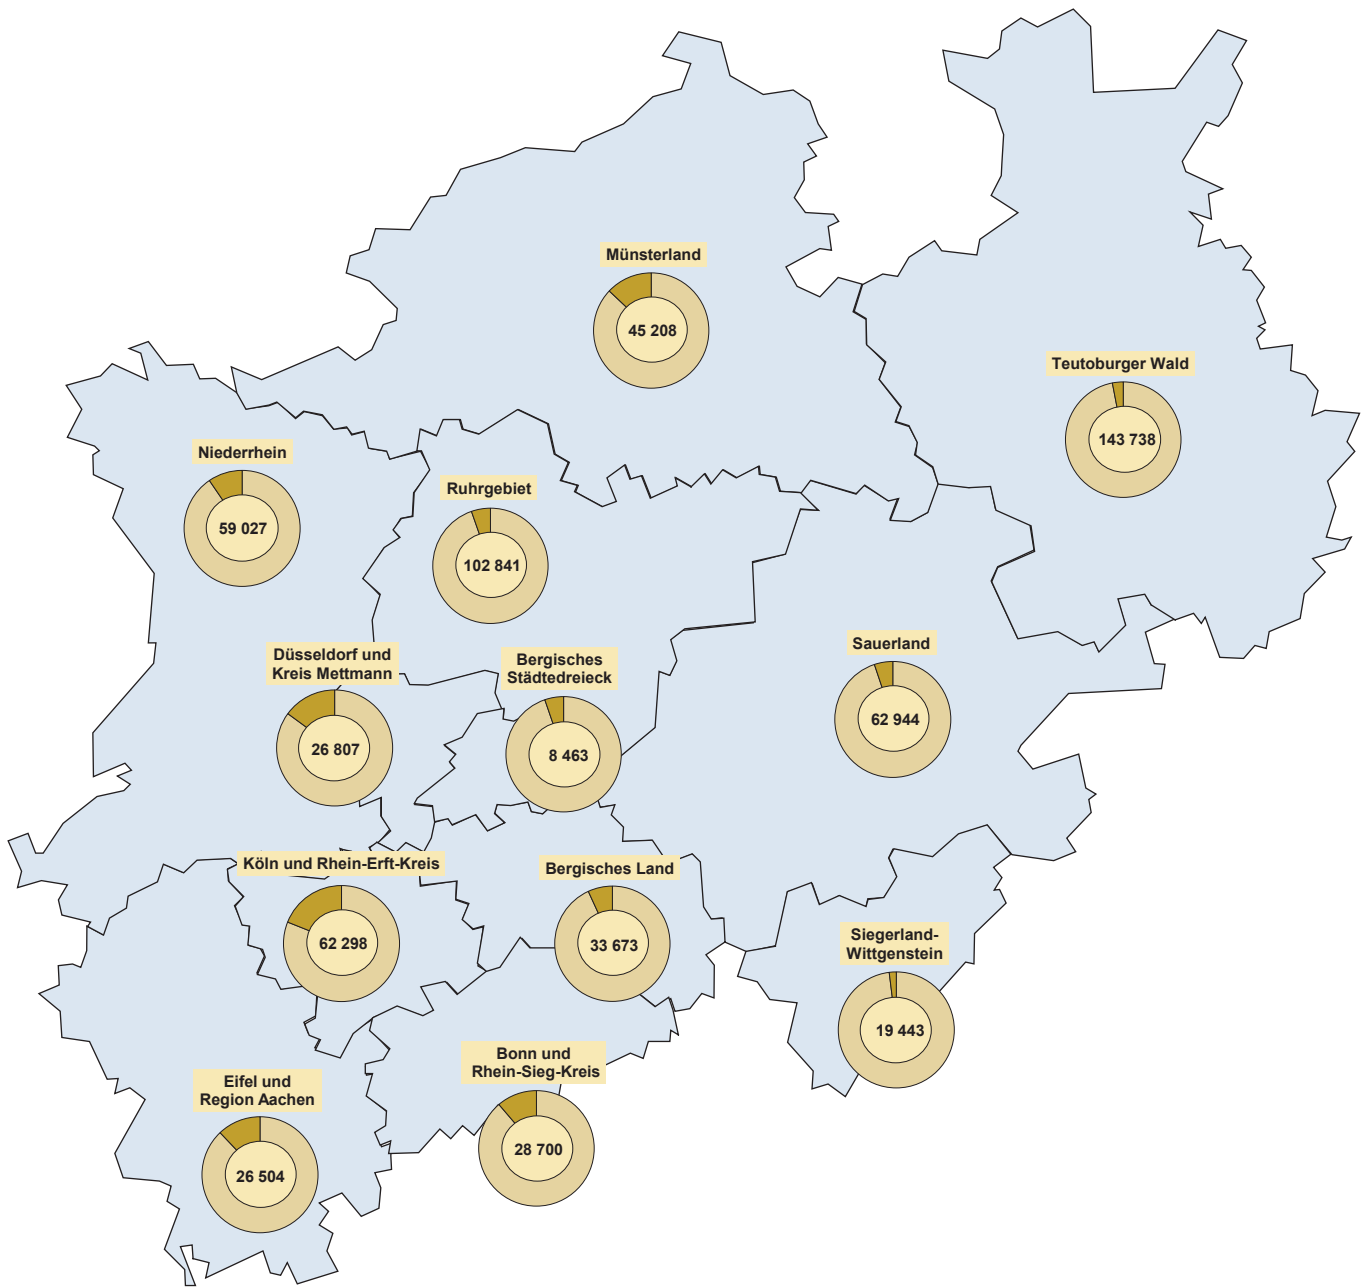 Münsterland
45 208
Teutoburger Wald
143 738
Niederrhein
59 027
Ruhrgebiet
102 841
Düsseldorf und
Kreis Mettmann
26 807
Bergisches
Städtedreieck
8 463
Sauerland
62 944
Köln und Rhein-Erft-Kreis
62 298
Bergisches Land
33 673
Siegerland-
Wittgenstein
19 443
Bonn und
Rhein-Sieg-Kreis
28 700
Eifel und
Region Aachen
26 504